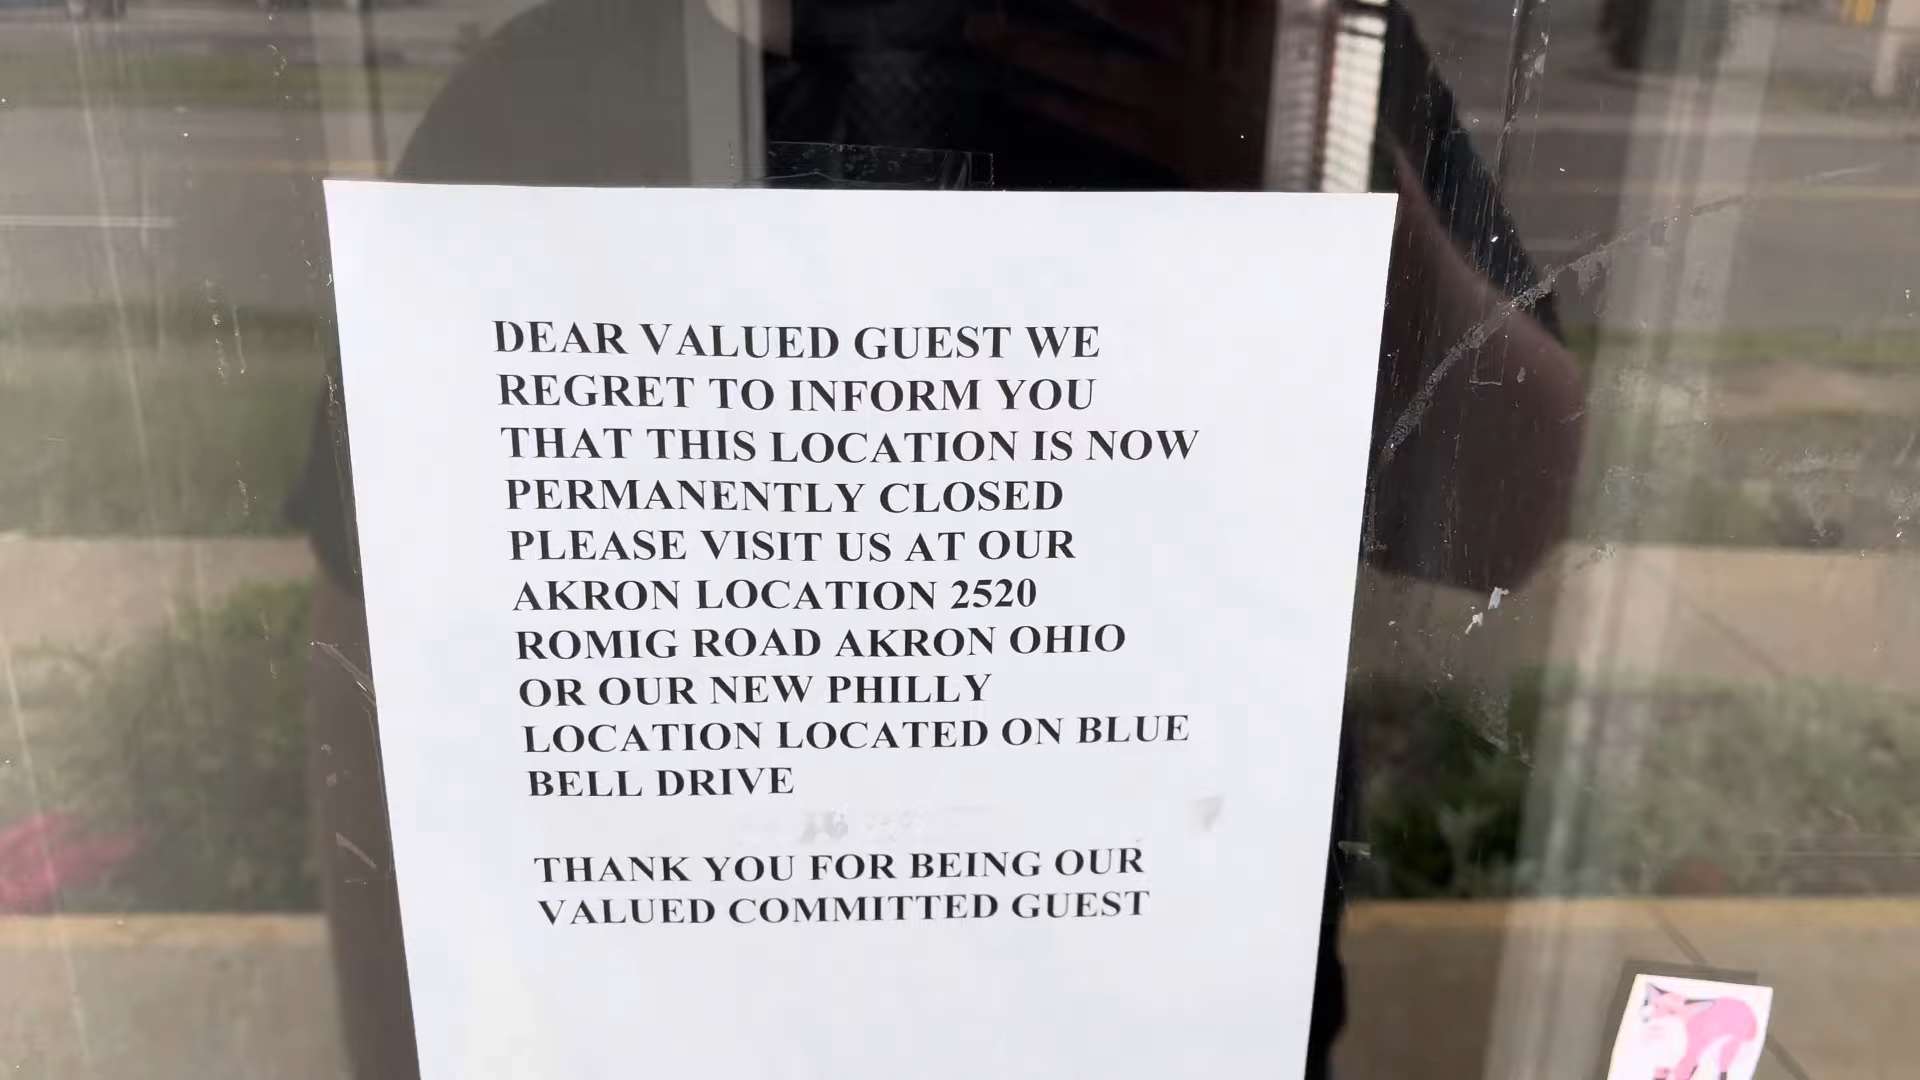 DEAR VALUED GUEST WE
REGRET TO INFORM YOU
THAT THIS LOCATION IS NOW
PERMANENTLY CLOSED
PLEASE VISIT US AT OUR
AKRON LOCATION 2520
ROMIG ROAD AKRON OHIO
OR OUR NEW PHILLY
LOCATION LOCATED ON BLUE
BELL DRIVE
THANK YOU FOR BEING OUR
VALUED COMMITTED GUEST